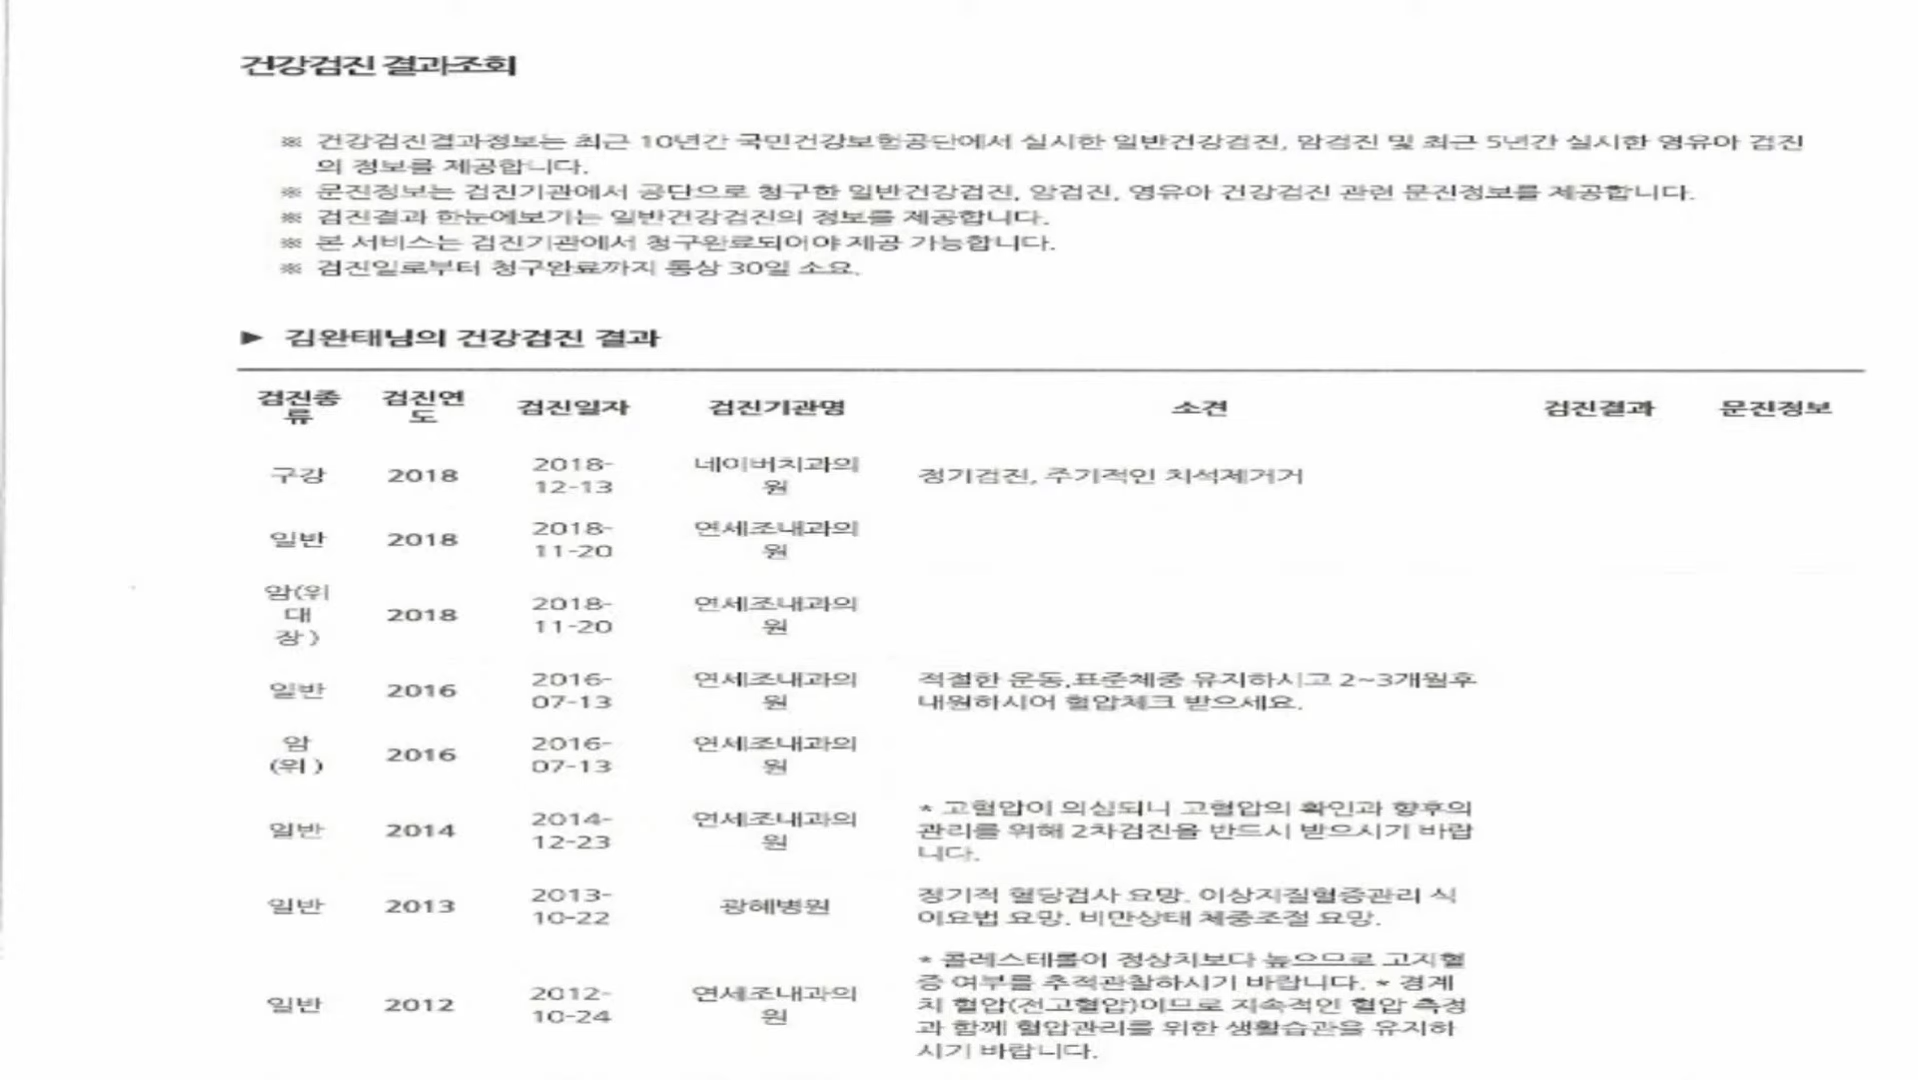 건강검진 결과조회
※ 건강검진결과정보는 최근 10년간 국민건강보험공단에서 실시한 일반건강검진, 암검진 및 최근 5년간 실시한 영유아 검진
의 정보를 제공합니다.
※ 문진정보는 검진기관에서 공단으로 청구한 일반건강검진, 암검진, 영유아 건강검진 관련 문진정보를 제공합니다.
※ 검진결과 한눈에보기는 일반건강검진의 정보를 제공합니다.
※ 본 서비스는 검진기관에서 청구완료되어야 제공 가능합니다.
※ 검진일로부터 청구완료까지 통상 30일 소요.
▶ 김완태님의 건강검진 결과
검진종 검진연 검진일자 검진기관명 소견 검진결과 문진정보
류 도
구강 2018 2018- 네이버치과의 정기검진, 주기적인 치석제거거
12-13 원
일반 2018 2018- 연세조내과의
11-20 원
암(위
대 2018 2018- 연세조내과의
장) 11-20 원
일반 2016 2016- 연세조내과의 적절한 운동,표준체중 유지하시고 2~3개월후
07-13 원 내원하시어 혈압체크 받으세요.
암 2016 2016- 연세조내과의
(위) 07-13 원
* 고혈압이 의심되니 고혈압의 확인과 향후의
일반 2014 2014- 연세조내과의 관리를 위해 2차검진을 반드시 받으시기 바랍
12-23 원 니다.
일반 2013 2013- 광혜병원 정기적 혈당검사 요망. 이상지질혈증관리 식
10-22 이요법 요망. 비만상태 체중조절 요망.
* 콜레스테롤이 정상치보다 높으므로 고지혈
증 여부를 추적관찰하시기 바랍니다. * 경계
일반 2012 2012- 연세조내과의 치 혈압(전고혈압)이므로 지속적인 혈압 측정
10-24 원 과 함께 혈압관리를 위한 생활습관을 유지하
시기 바랍니다.